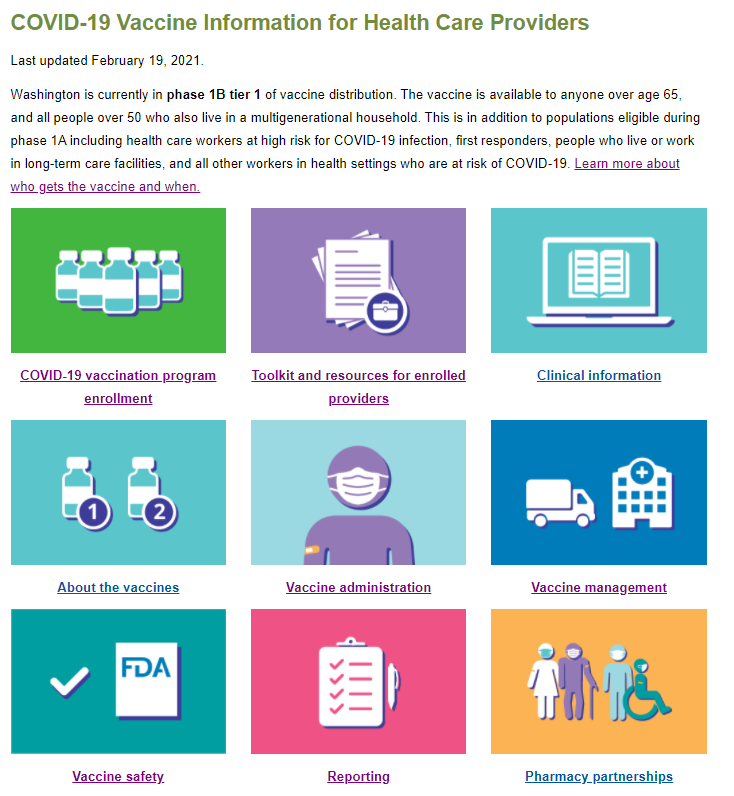 COVID-19 Vaccine Information for Health Care Providers
Last updated February 19, 2021.
Washington is currently in phase 1B tier 1 of vaccine distribution. The vaccine is available to anyone over age 65,
and all people over 50 who also live in a multigenerational household. This is in addition to populations eligible during
phase 1A including health care workers at high risk for COVID-19 infection, first responders, people who live or work
in long-term care facilities, and all other workers in health settings who are at risk of COVID-19. Learn more about
who gets the vaccine and when.
COVID-19 vaccination program
enrollment
Toolkit and resources for enrolled
providers
Clinical information
1
2
About the vaccines
Vaccine administration
Vaccine management
FDA
Vaccine safety
Reporting
Pharmacy partnerships